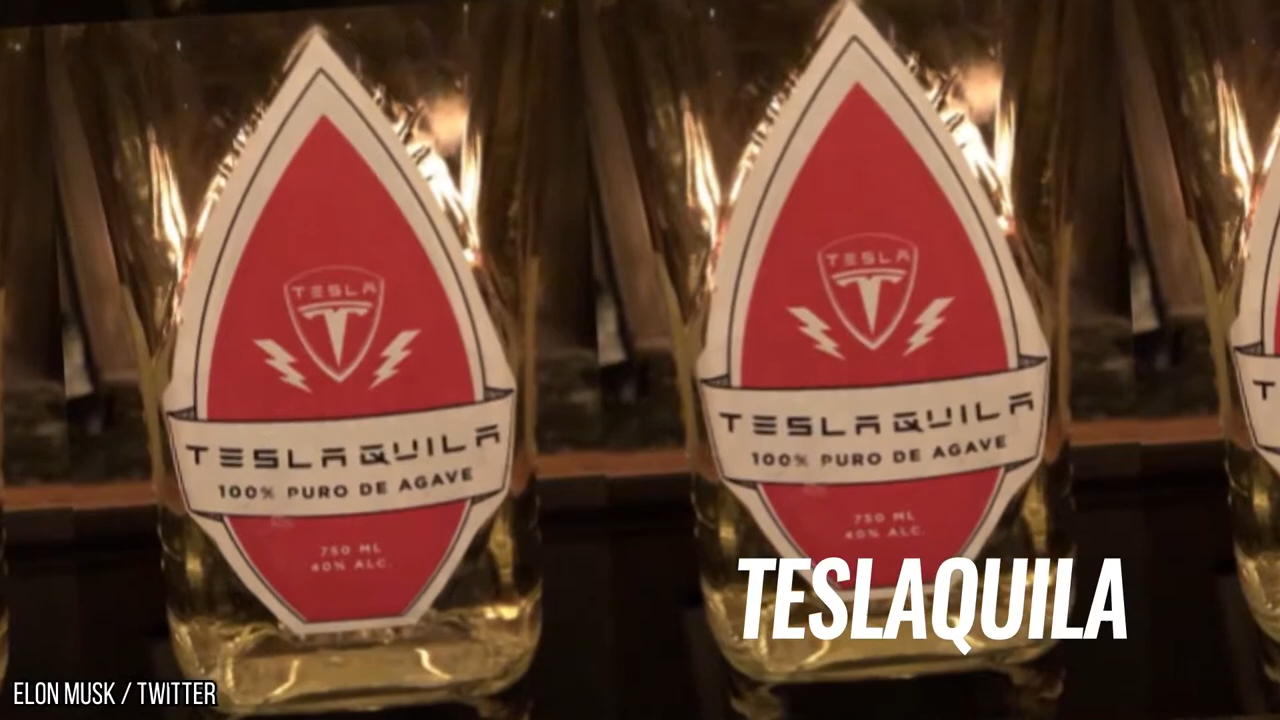 TESLA
TESLAQUILA
100% PURO DE AGAVE
750 ML
40% ALC.
TESLA
TESLAQUILA
100% PURO DE AGAVE
750 ML
40% ALC.
T
TESLAQUILA
ELON MUSK / TWITTER